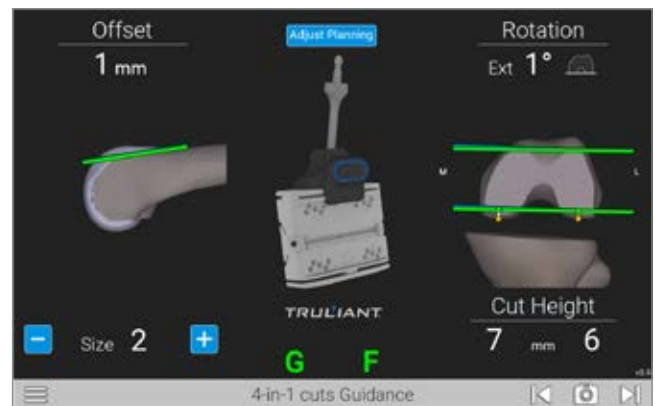 Offset
1 mm
Adjust Planning
Rotation
Ext 1°
M
L
TRULIANT
Size 2
G F
Cut Height
7 mm 6
4-in-1 cuts Guidance